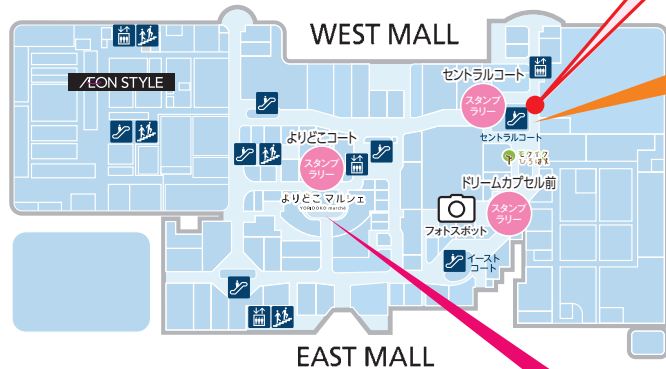 WEST MALL
ÆON STYLE
セントラルコート
スタンプ
ラリー
セントラルコート
よりどこコート
スタンプ
ラリー
よりどこマルシェ
YORIDOKO marche
モクイク
ひろば
ドリームカプセル前
スタンプ
ラリー
フォトスポット
イースト
コート
EAST MALL